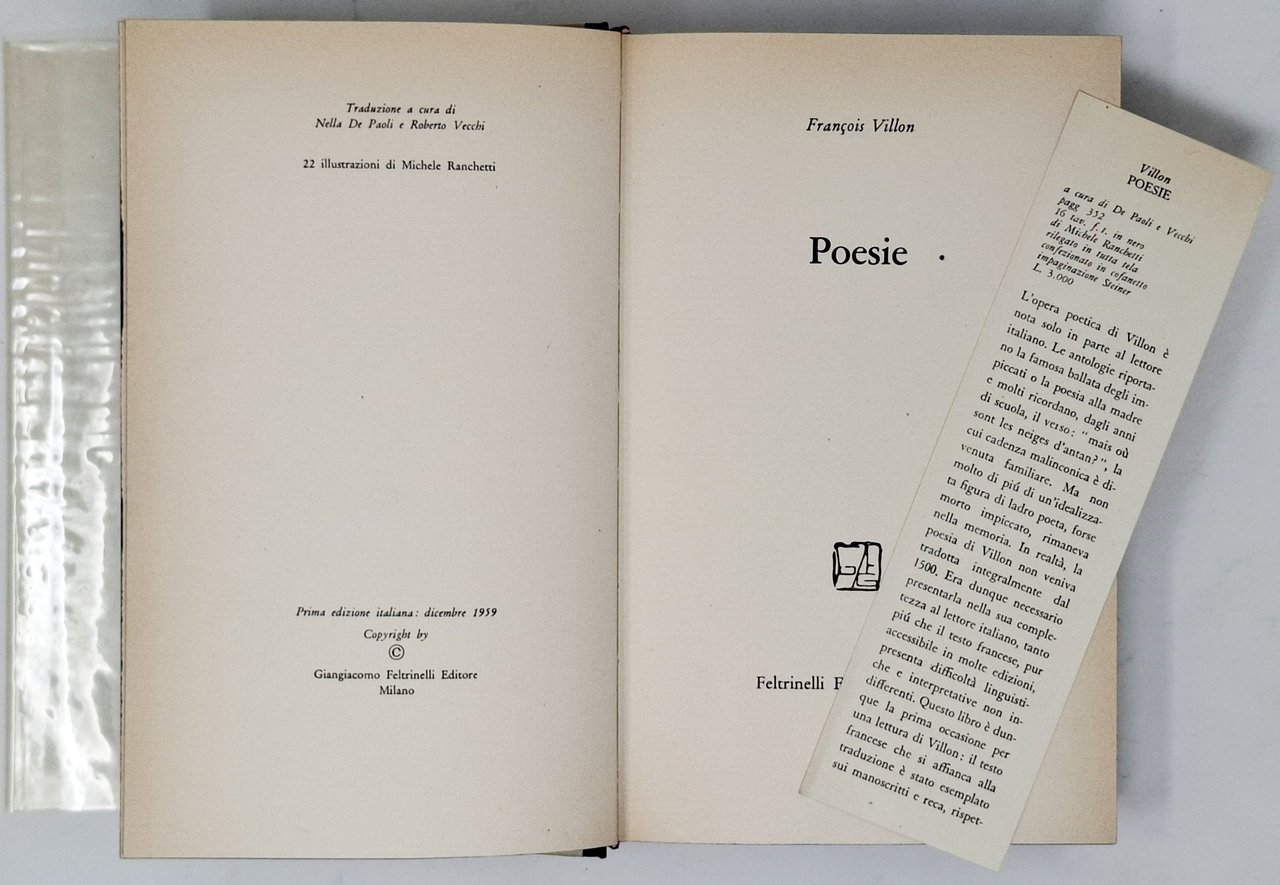 Traduzione a cura di
Nella De Paoli e Roberto Vecchi
22 illustrazioni di Michele Ranchetti
Prima edizione italiana: dicembre 1959
Copyright by
©
Giangiacomo Feltrinelli Editore
Milano
François Villon
Poesie
Feltrinelli
Villon
POESIE
a cura di De Paoli e Vecchi
pagg 352
16 tav. f. t. in nero
di Michele Ranchetti
rilegato in tutta tela
confezionato in cofanetto
impaginazione Steiner
L. 3.000
L'opera poetica di Villon è
nota solo in parte al lettore
italiano. Le antologie riporta-
no la famosa ballata degli im-
piccati o la poesia alla madre
e molti ricordano, dagli anni
di scuola, il verso: "mais où
sont les neiges d'antan?", la
cui cadenza malinconica è di-
venuta familiare. Ma non
molto di piú di un'idealizza-
ta figura di ladro poeta, forse
morto impiccato, rimaneva
nella memoria. In realtà, la
poesia di Villon non veniva
tradotta integralmente dal
1500. Era dunque necessario
presentarla nella sua comple-
tezza al lettore italiano, tanto
piú che il testo francese, pur
accessibile in molte edizioni,
presenta difficoltà linguisti-
che e interpretative non in-
differenti. Questo libro è dun-
que la prima occasione per
una lettura di Villon: il testo
francese che si affianca alla
traduzione è stato esemplato
sui manoscritti e reca, rispet-